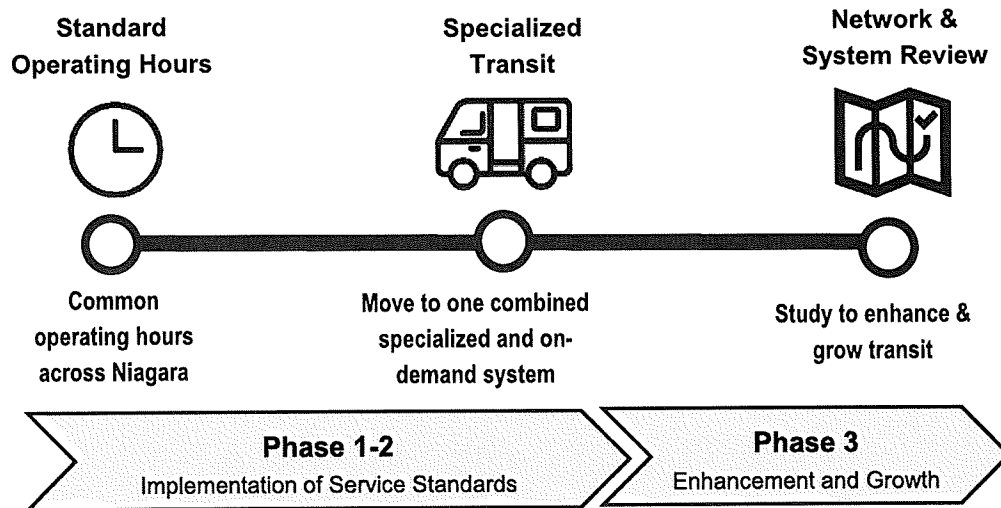 Standard
Operating Hours
Specialized
Transit
Network &
System Review
Common
operating hours
across Niagara
Move to one combined
specialized and on-
demand system
Study to enhance &
grow transit
Phase 1-2
Implementation of Service Standards
Phase 3
Enhancement and Growth